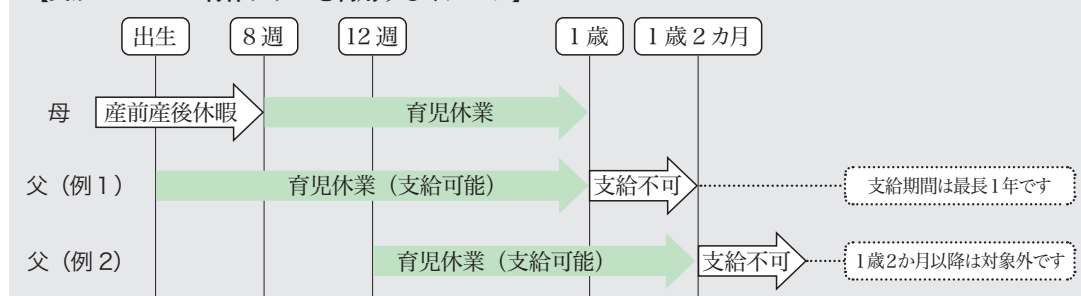 出生 8週 12週 1歳 1歳2カ月
母 産前産後休暇 育児休業
父（例1） 育児休業（支給可能） 支給不可 支給期間は最長1年です
父（例2） 育児休業（支給可能） 支給不可 1歳2か月以降は対象外です